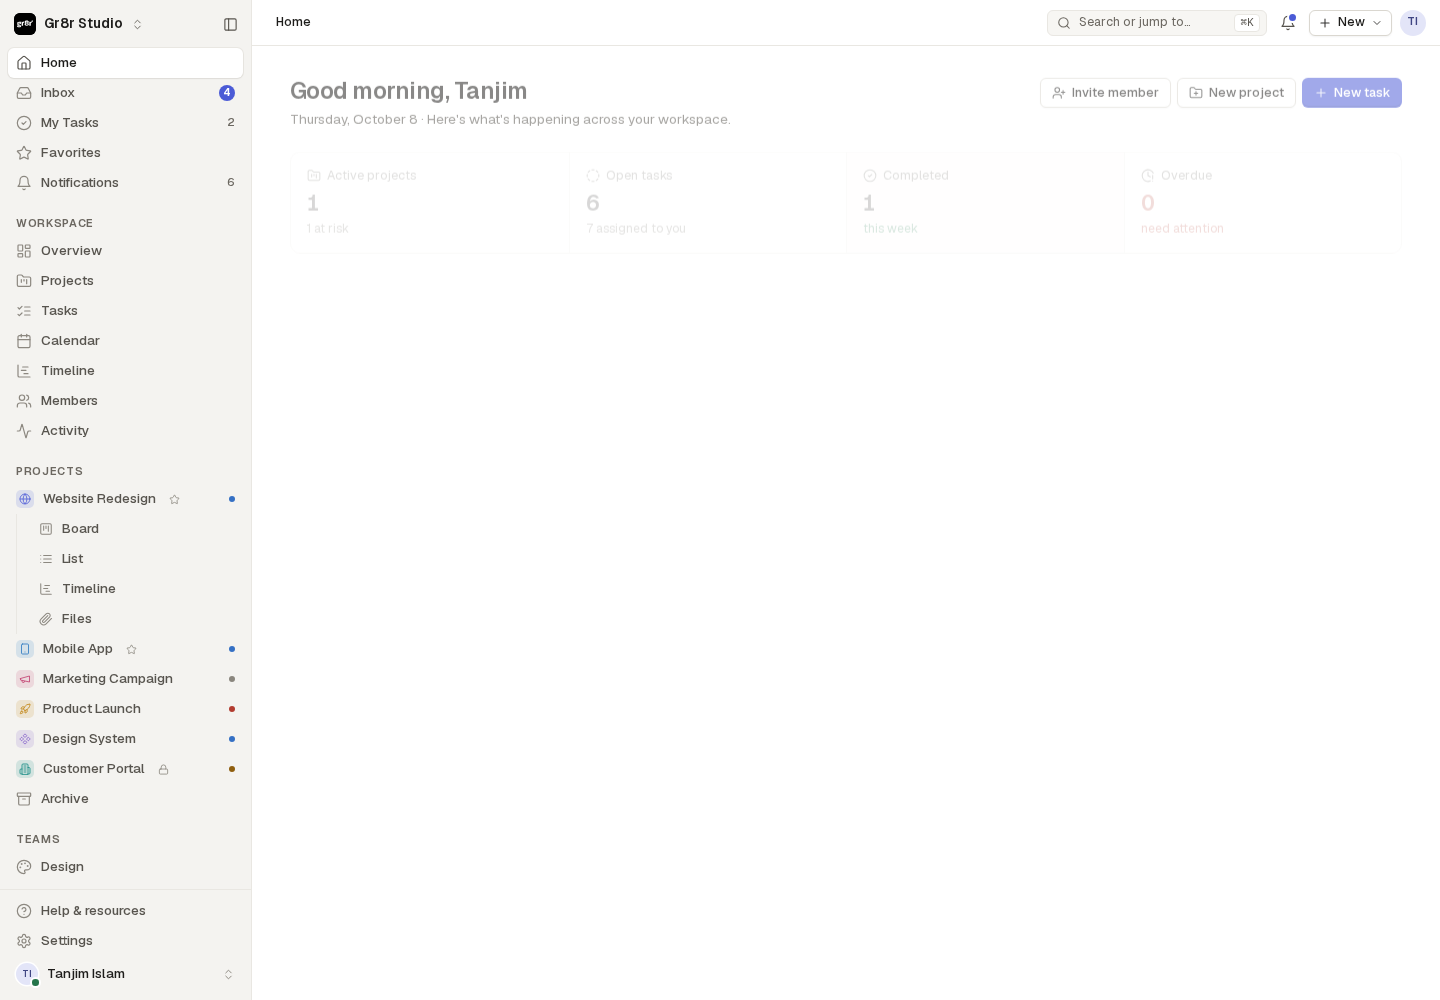 gr8r Gr8r Studio
Home
Inbox 4
My Tasks 2
Favorites
Notifications 6
WORKSPACE
Overview
Projects
Tasks
Calendar
Timeline
Members
Activity
PROJECTS
Website Redesign
Board
List
Timeline
Files
Mobile App
Marketing Campaign
Product Launch
Design System
Customer Portal
Archive
TEAMS
Design
Help & resources
Settings
TI Tanjim Islam
Home
Search or jump to... ⌘K
New
TI
Good morning, Tanjim
Thursday, October 8 · Here's what's happening across your workspace.
Invite member
New project
New task
Active projects
1
1 at risk
Open tasks
6
7 assigned to you
Completed
1
this week
Overdue
0
need attention